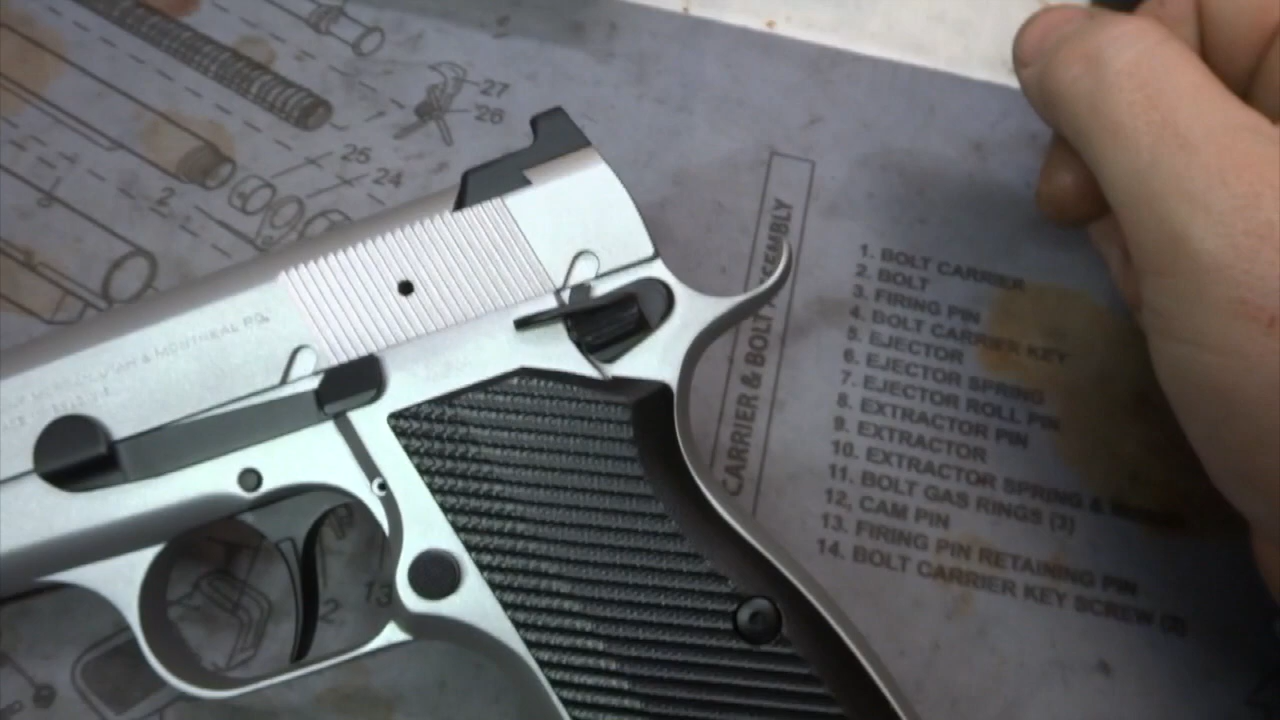 27
26
25
24
2
& MONTREAL P.Q.
13
2
CARRIER & BOLT ASSEMBLY
1. BOLT CARRIER
2. BOLT
3. FIRING PIN
4. BOLT CARRIER KEY
5. EJECTOR
6. EJECTOR SPRING
7. EJECTOR ROLL PIN
8. EXTRACTOR PIN
9. EXTRACTOR
10. EXTRACTOR SPRING &
11. BOLT GAS RINGS (3)
12. CAM PIN
13. FIRING PIN RETAINING PIN
14. BOLT CARRIER KEY SCREW (2)